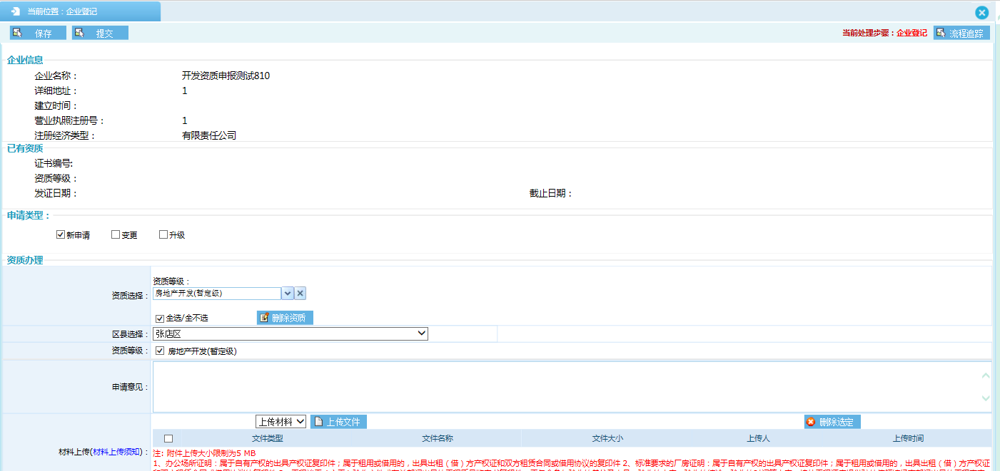 当前位置：企业登记
保存 提交 当前处理步骤：企业登记 流程追踪
企业信息
企业名称： 开发资质申报测试810
详细地址： 1
建立时间：
营业执照注册号： 1
注册经济类型： 有限责任公司
已有资质
证书编号:
资质等级：
发证日期： 截止日期：
申请类型：
新申请 变更 升级
资质办理
资质等级：
资质选择： 房地产开发(暂定级)
全选/全不选 删除资质
区县选择： 张店区
资质等级： 房地产开发(暂定级)
申请意见：
上传材料 上传文件 删除选定
文件类型 文件名称 文件大小 上传人 上传时间
材料上传(材料上传须知)： 注: 附件上传大小限制为5 MB
1、办公场所证明：属于自有产权的出具产权证复印件；属于租用或借用的，出具出租（借）方产权证和双方租赁合同或借用协议的复印件 2、标准要求的厂房证明：属于自有产权的出具产权证复印件；属于租用或借用的，出具出租（借）方产权证